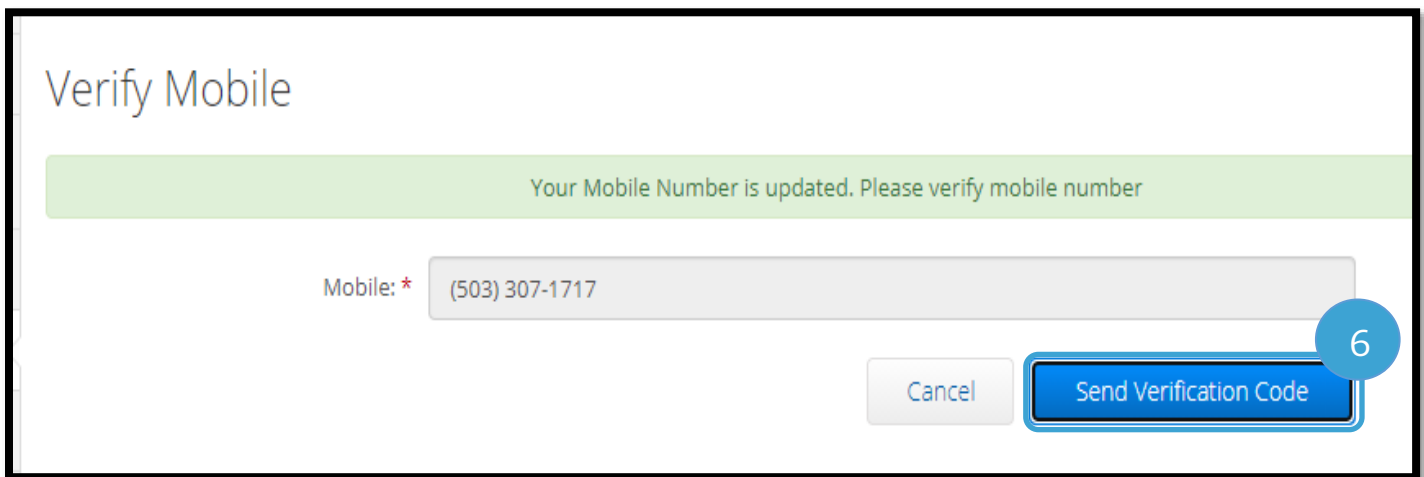 Verify Mobile
Your Mobile Number is updated. Please verify mobile number
Mobile: * (503) 307-1717
6
Cancel Send Verification Code